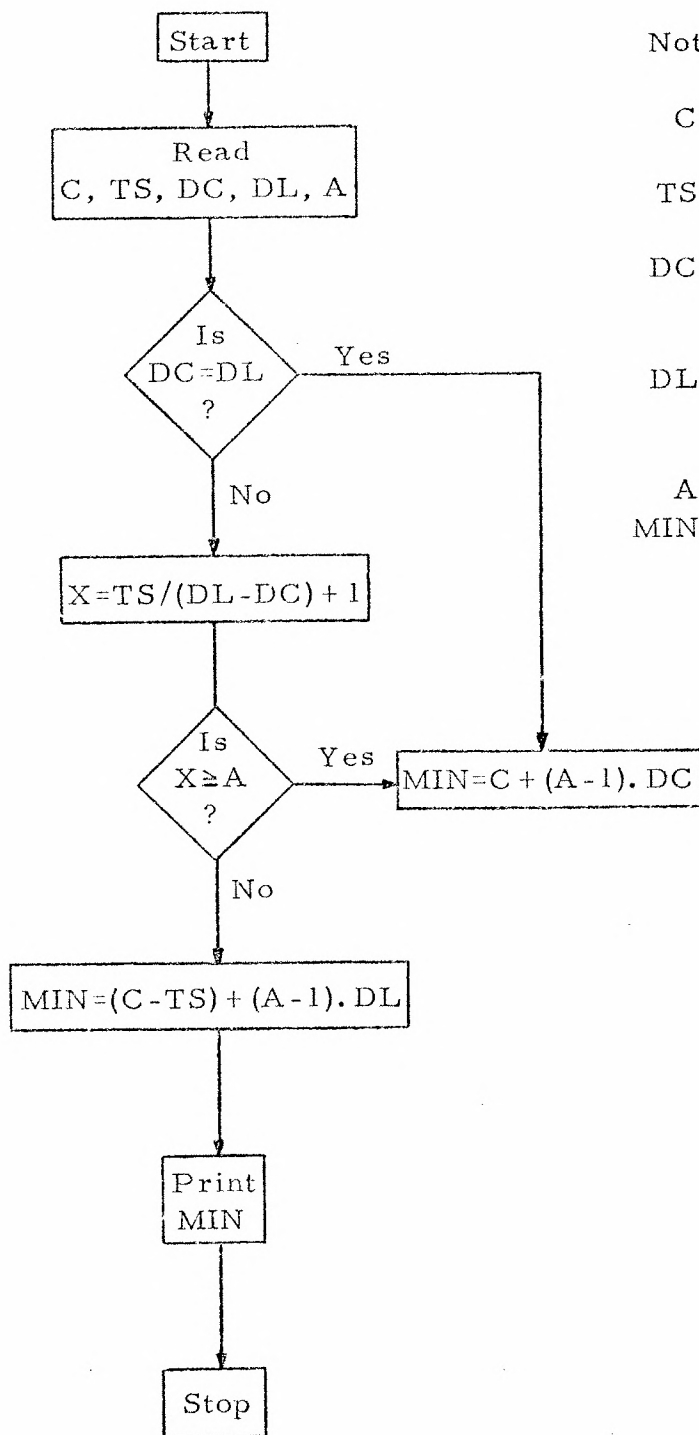 Start
Not
C
Read
C, TS, DC, DL, A
TS
DC
Is
DC=DL
?
Yes
DL
No
A
MIN
X=TS/(DL-DC)+1
Is
X≧A
?
Yes
MIN=C+(A-1).DC
No
MIN=(C-TS)+(A-1).DL
Print
MIN
Stop